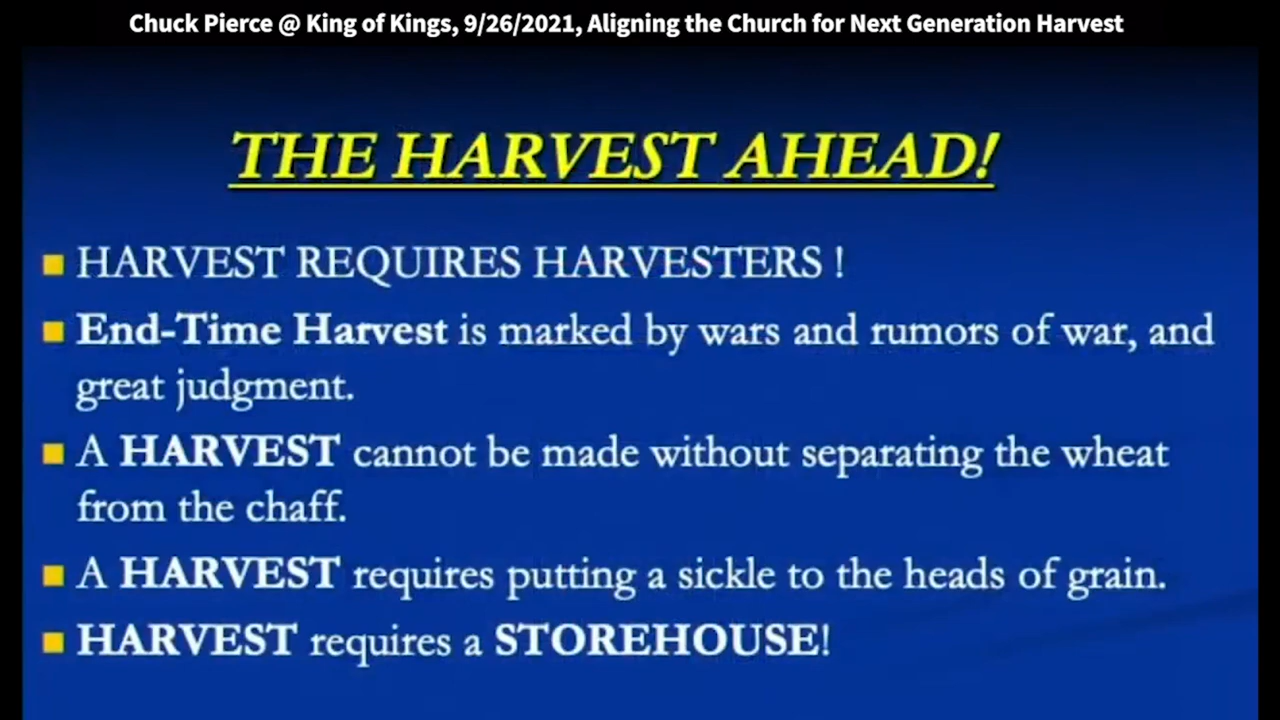 Chuck Pierce @ King of Kings, 9/26/2021, Aligning the Church for Next Generation Harvest
THE HARVEST AHEAD!
HARVEST REQUIRES HARVESTERS !
End-Time Harvest is marked by wars and rumors of war, and
great judgment.
A HARVEST cannot be made without separating the wheat
from the chaff.
A HARVEST requires putting a sickle to the heads of grain.
HARVEST requires a STOREHOUSE!